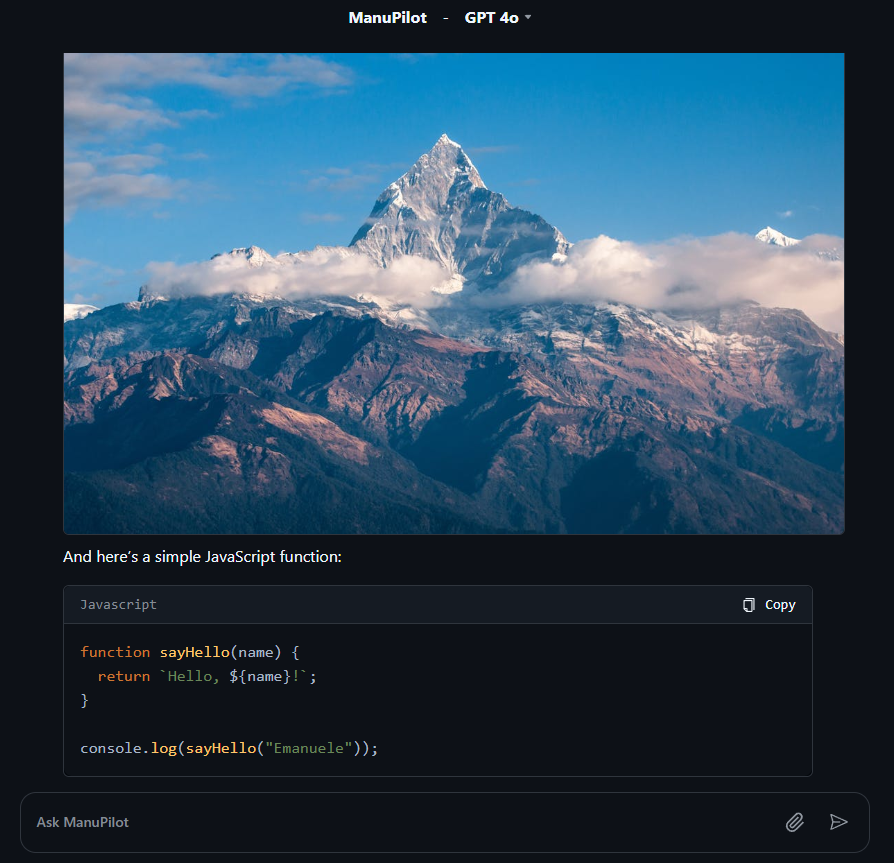 ManuPilot - GPT 4o
And here's a simple JavaScript function:
Javascript Copy
function sayHello(name) {
  return `Hello, ${name}!`;
}
console.log(sayHello("Emanuele"));
Ask ManuPilot